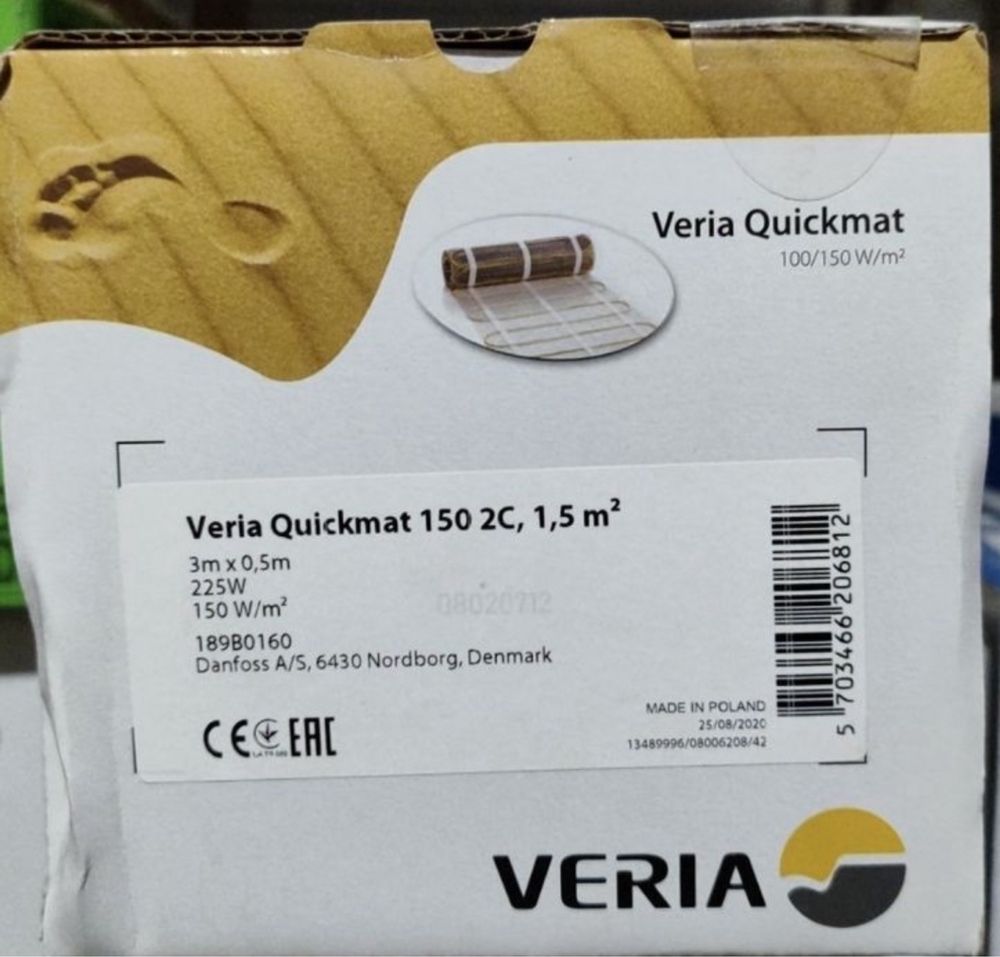 Veria Quickmat
100/150 W/m²
Veria Quickmat 150 2C, 1,5 m²
3m x 0,5m
225W
150 W/m²
08020712
189B0160
Danfoss A/S, 6430 Nordborg, Denmark
CE EAC
MADE IN POLAND
25/08/2020
13489996/08006208/42
5 703466 206812
VERIA